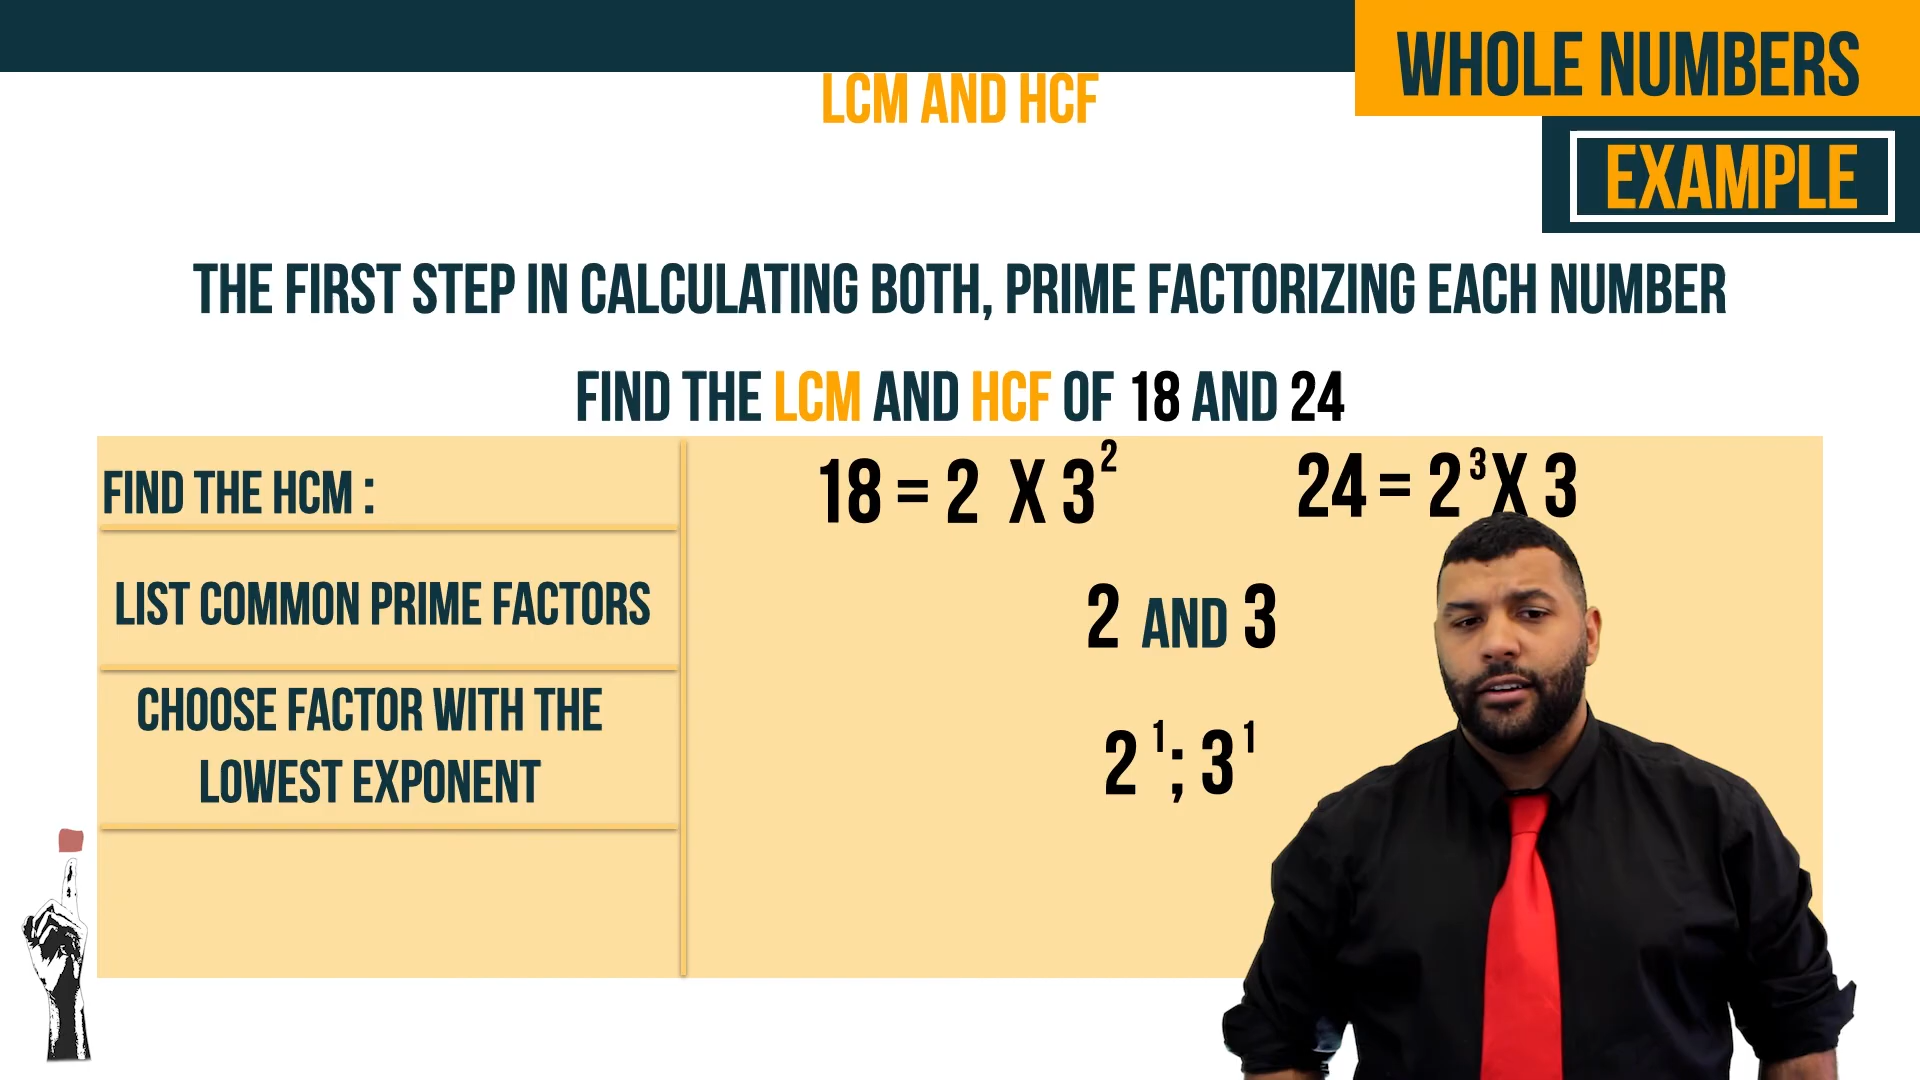 WHOLE NUMBERS
LCM AND HCF
EXAMPLE
THE FIRST STEP IN CALCULATING BOTH, PRIME FACTORIZING EACH NUMBER
FIND THE LCM AND HCF OF 18 AND 24
FIND THE HCM :
18 = 2 X 3² 24 = 2³ X 3
LIST COMMON PRIME FACTORS
2 AND 3
CHOOSE FACTOR WITH THE
LOWEST EXPONENT
2¹; 3¹